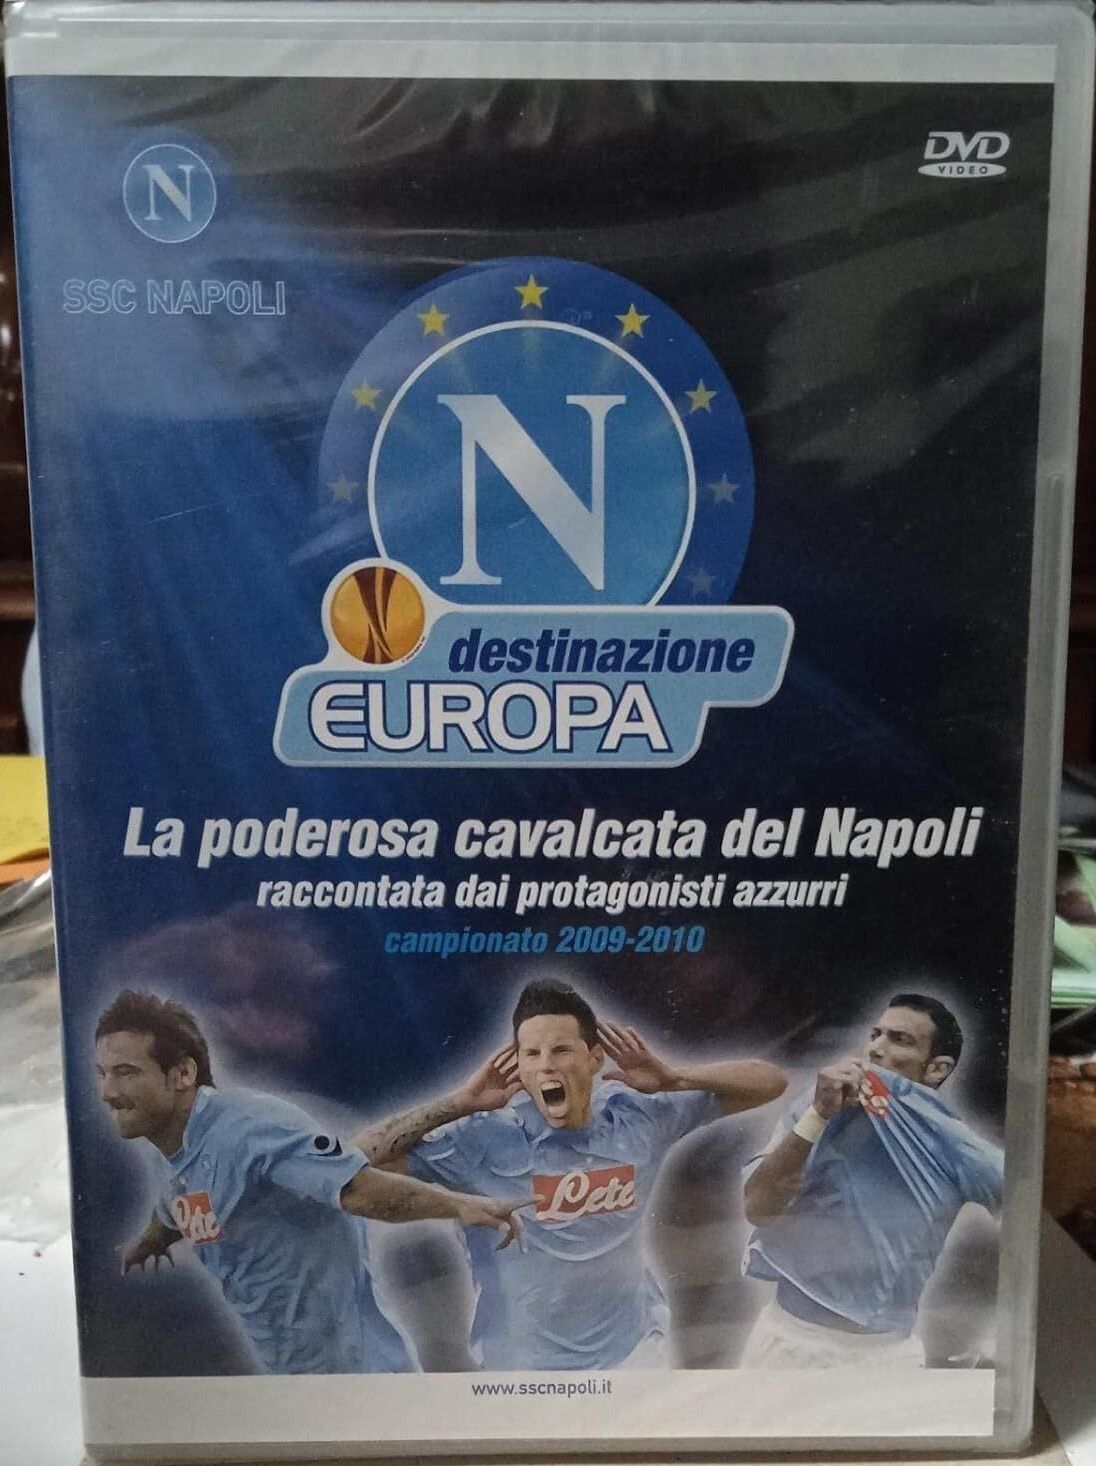 DVD
VIDEO
N
SSC NAPOLI
N
destinazione
EUROPA
La poderosa cavalcata del Napoli
raccontata dai protagonisti azzurri
campionato 2009-2010
Lete
Lete
www.sscnapoli.it